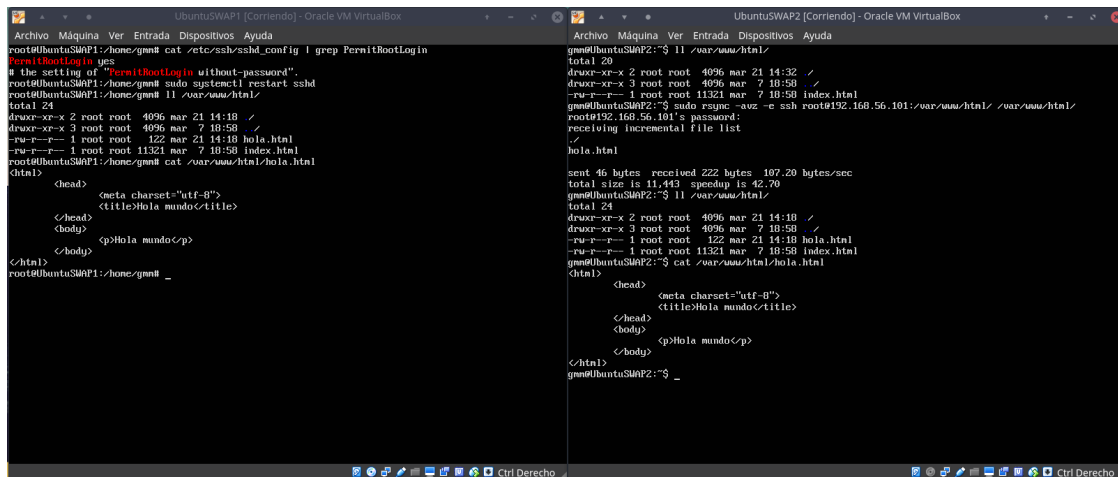 UbuntuSWAP1 [Corriendo] - Oracle VM VirtualBox
Archivo Máquina Ver Entrada Dispositivos Ayuda
root@UbuntuSWAP1:/home/gmm# cat /etc/ssh/sshd_config | grep PermitRootLogin
PermitRootLogin yes
# the setting of "PermitRootLogin without-password".
root@UbuntuSWAP1:/home/gmm# sudo systemctl restart sshd
root@UbuntuSWAP1:/home/gmm# ll /var/www/html/
total 24
drwxr-xr-x 2 root root  4096 mar 21 14:18 ./
drwxr-xr-x 3 root root  4096 mar  7 18:58 ../
-rw-r--r-- 1 root root   122 mar 21 14:18 hola.html
-rw-r--r-- 1 root root 11321 mar  7 18:58 index.html
root@UbuntuSWAP1:/home/gmm# cat /var/www/html/hola.html
<html>
<head>
<meta charset="utf-8">
<title>Hola mundo</title>
</head>
<body>
<p>Hola mundo</p>
</body>
</html>
root@UbuntuSWAP1:/home/gmm# _
Ctrl Derecho
UbuntuSWAP2 [Corriendo] - Oracle VM VirtualBox
Archivo Máquina Ver Entrada Dispositivos Ayuda
gmm@UbuntuSWAP2:~$ ll /var/www/html/
total 20
drwxr-xr-x 2 root root  4096 mar 21 14:32 ./
drwxr-xr-x 3 root root  4096 mar  7 18:58 ../
-rw-r--r-- 1 root root 11321 mar  7 18:58 index.html
gmm@UbuntuSWAP2:~$ sudo rsync -avz -e ssh root@192.168.56.101:/var/www/html/ /var/www/html/
root@192.168.56.101's password:
receiving incremental file list
./
hola.html
sent 46 bytes  received 222 bytes  107.20 bytes/sec
total size is 11,443  speedup is 42.70
gmm@UbuntuSWAP2:~$ ll /var/www/html/
total 24
drwxr-xr-x 2 root root  4096 mar 21 14:18 ./
drwxr-xr-x 3 root root  4096 mar  7 18:58 ../
-rw-r--r-- 1 root root   122 mar 21 14:18 hola.html
-rw-r--r-- 1 root root 11321 mar  7 18:58 index.html
gmm@UbuntuSWAP2:~$ cat /var/www/html/hola.html
<html>
<head>
<meta charset="utf-8">
<title>Hola mundo</title>
</head>
<body>
<p>Hola mundo</p>
</body>
</html>
gmm@UbuntuSWAP2:~$ _
Ctrl Derecho